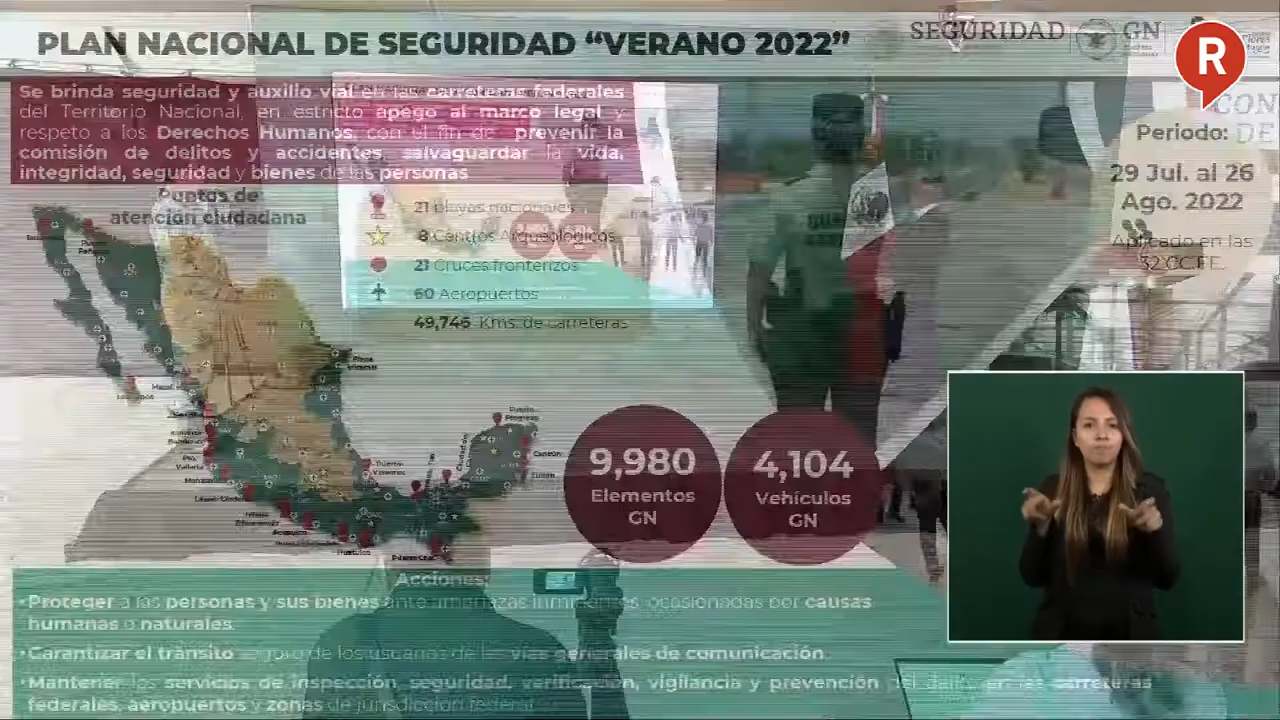 PLAN NACIONAL DE SEGURIDAD “VERANO 2022”
SEGURIDAD
GN
R
Se brinda seguridad y auxilio vial en las carreteras federales
del Territorio Nacional, en estricto apego al marco legal y
respeto a los Derechos Humanos, con el fin de prevenir la
comisión de delitos y accidentes, salvaguardar la vida,
integridad, seguridad y bienes de las personas
CON
DE
Periodo:
29 Jul. al 26
Ago. 2022
Aplicado en las
Puntos de
atención ciudadana
21 playas nacionales
8 Centros Arqueológicos
21 Cruces fronterizos
60 Aeropuertos
49,746 Kms. de carreteras
Cancún
9,980
Elementos
GN
4,104
Vehículos
GN
Acciones
•Proteger a las personas y sus bienes ante amenazas inminentes, ocasionadas por causas
humanas o naturales.
•Garantizar el tránsito seguro de los usuarios de las vías generales de comunicación.
•Mantener los servicios de inspección, seguridad, verificación, vigilancia y prevención del delito en las carreteras
federales, aeropuertos y zonas de jurisdicción federal